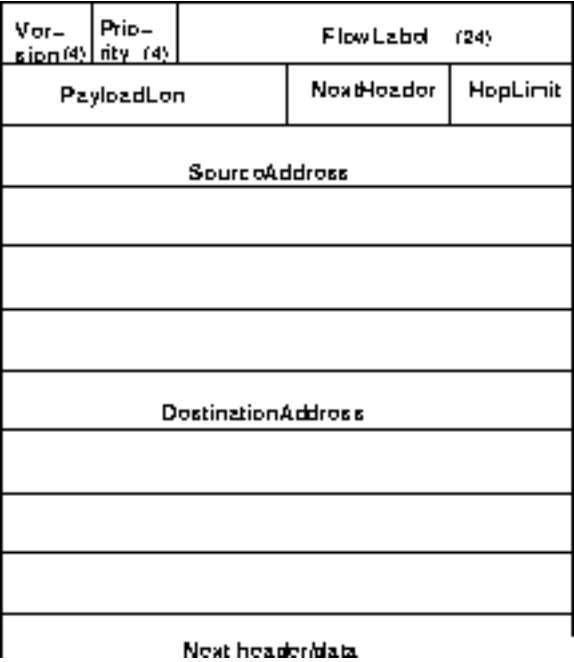 Ver–
sion (4)
Prio–
rity (4)
FlowLabel (24)
PayloadLen
NextHeader
HopLimit
SourceAddress
DestinationAddress
Next header/data